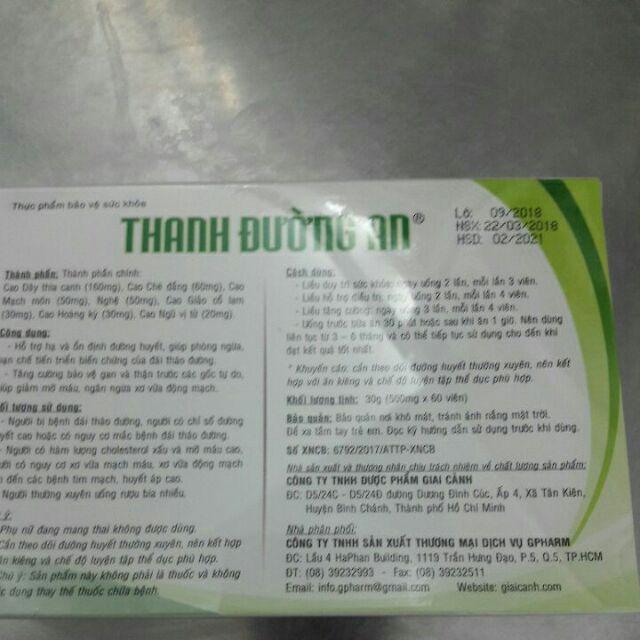 Thực phẩm bảo vệ sức khỏe
THANH ĐƯỜNG AN®
Lô: 09/2018
NSX: 22/03/2018
HSD: 02/2021
Thành phần: Thành phần chính:
Cao Dây thìa canh (160mg), Cao Chè đắng (60mg), Cao
Mạch môn (50mg), Nghệ (50mg), Cao Giảo cổ lam
(30mg), Cao Hoàng kỳ (30mg), Cao Ngũ vị tử (20mg).
Công dụng:
- Hỗ trợ hạ và ổn định đường huyết, giúp phòng ngừa,
hạn chế tiến triển biến chứng của đái tháo đường.
- Tăng cường bảo vệ gan và thận trước các gốc tự do,
giúp giảm mỡ máu, ngăn ngừa xơ vữa động mạch.
đối tượng sử dụng:
- Người bị bệnh đái tháo đường, người có chỉ số đường
huyết cao hoặc có nguy cơ mắc bệnh đái tháo đường.
- Người có hàm lượng cholesterol xấu và mỡ máu cao,
người có nguy cơ xơ vữa mạch máu, xơ vữa động mạch
đến các bệnh tim mạch, huyết áp cao.
Người thường xuyên uống rượu bia nhiều.
ý:
Phụ nữ đang mang thai không được dùng.
Cần theo dõi đường huyết thường xuyên, nên kết hợp
ăn kiêng và chế độ luyện tập thể dục phù hợp.
Chú ý: Sản phẩm này không phải là thuốc và không
tác dụng thay thế thuốc chữa bệnh.
Cách dùng:
- Liều duy trì sức khỏe: ngày uống 2 lần, mỗi lần 3 viên.
- Liều hỗ trợ điều trị: ngày uống 2 lần, mỗi lần 4 viên.
- Liều tăng cường: ngày uống 3 lần, mỗi lần 4 viên.
- Uống trước bữa ăn 30 phút hoặc sau khi ăn 1 giờ. Nên dùng
liên tục từ 3 – 6 tháng và có thể tiếp tục sử dụng cho đến khi
đạt kết quả tốt nhất.
* Khuyến cáo: cần theo dõi đường huyết thường xuyên, nên kết
hợp với ăn kiêng và chế độ luyện tập thể dục phù hợp.
Khối lượng tịnh: 30g (500mg x 60 viên)
Bảo quản: Bảo quản nơi khô mát, tránh ánh nắng mặt trời.
Để xa tầm tay trẻ em. Đọc kỹ hướng dẫn sử dụng trước khi dùng.
Số XNCB: 6792/2017/ATTP-XNCB
Nhà sản xuất và thương nhân chịu trách nhiệm về chất lượng sản phẩm:
CÔNG TY TNHH DƯỢC PHẨM GIAI CẢNH
ĐC: D5/24C - D5/24D đường Dương Đình Cúc, Ấp 4, Xã Tân Kiên,
Huyện Bình Chánh, Thành phố Hồ Chí Minh
Nhà phân phối:
CÔNG TY TNHH SẢN XUẤT THƯƠNG MẠI DỊCH VỤ GPHARM
ĐC: Lầu 4 HaPhan Building, 1119 Trần Hưng Đạo, P.5, Q.5, TP.HCM
ĐT: (08) 39232993 - Fax: (08) 39232511
Email: info.gpharm@gmail.com Website: giaicanh.com